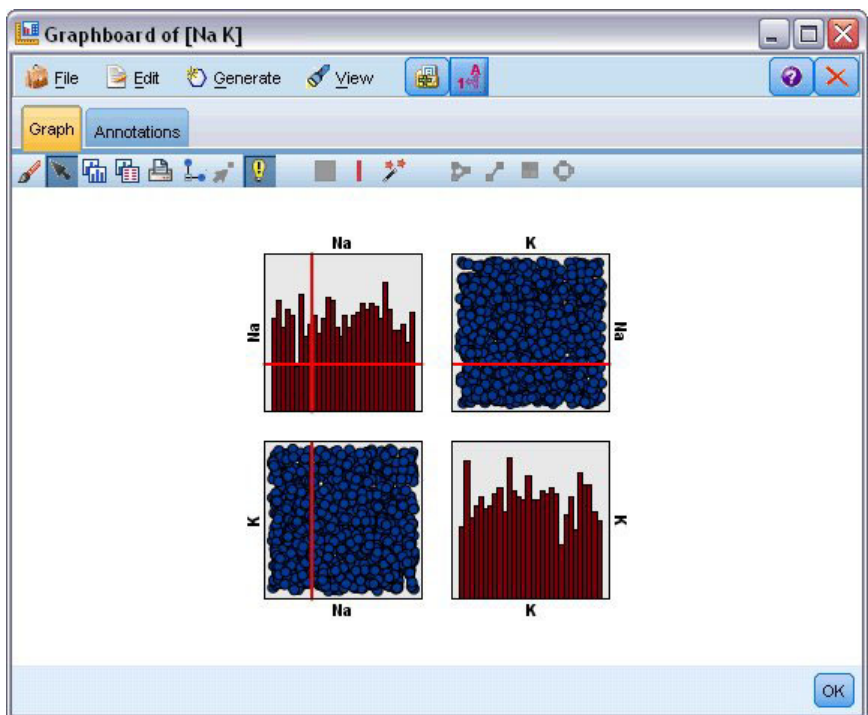 Graphboard of [Na K]
File Edit Generate View
Graph Annotations
Na K
Na Na
K K
Na K
OK